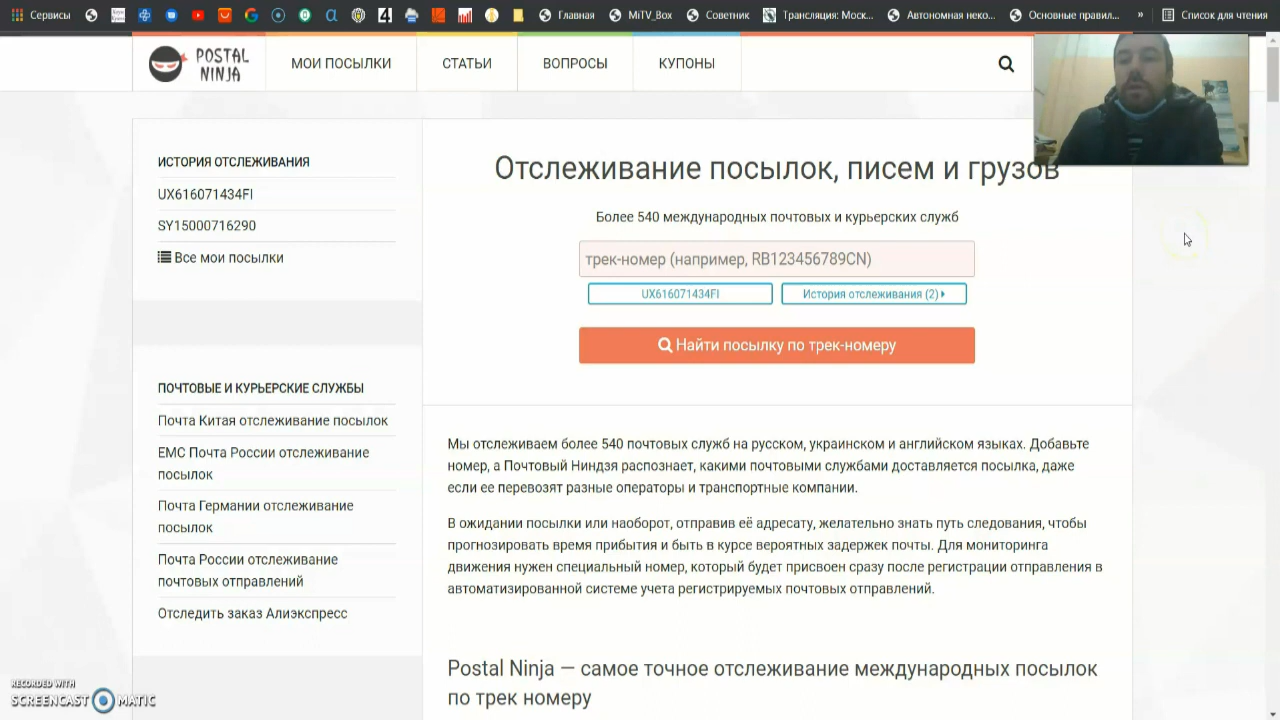 Сервисы
4
Главная
MiTV_Box
Советник
Трансляция: Моск...
Автономная неко...
Основные правил...
»
Список для чтения
POSTAL
NINJA
МОИ ПОСЫЛКИ
СТАТЬИ
ВОПРОСЫ
КУПОНЫ
ИСТОРИЯ ОТСЛЕЖИВАНИЯ
UX616071434FI
SY15000716290
Все мои посылки
ПОЧТОВЫЕ И КУРЬЕРСКИЕ СЛУЖБЫ
Почта Китая отслеживание посылок
ЕМС Почта России отслеживание
посылок
Почта Германии отслеживание
посылок
Почта России отслеживание
почтовых отправлений
Отследить заказ Алиэкспресс
Отслеживание посылок, писем и грузов
Более 540 международных почтовых и курьерских служб
трек-номер (например, RB123456789CN)
UX616071434FI
История отслеживания (2)
Найти посылку по трек-номеру
Мы отслеживаем более 540 почтовых служб на русском, украинском и английском языках. Добавьте
номер, а Почтовый Ниндзя распознает, какими почтовыми службами доставляется посылка, даже
если ее перевозят разные операторы и транспортные компании.
В ожидании посылки или наоборот, отправив её адресату, желательно знать путь следования, чтобы
прогнозировать время прибытия и быть в курсе вероятных задержек почты. Для мониторинга
движения нужен специальный номер, который будет присвоен сразу после регистрации отправления в
автоматизированной системе учета регистрируемых почтовых отправлений.
Postal Ninja — самое точное отслеживание международных посылок
по трек номеру
RECORDED WITH
SCREENCAST MATIC